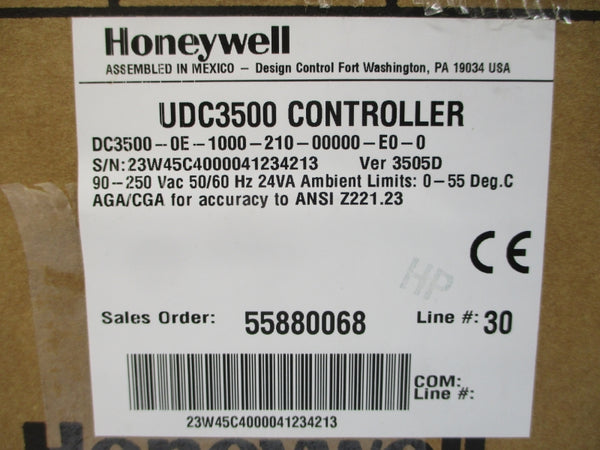 Honeywell
ASSEMBLED IN MEXICO – Design Control Fort Washington, PA 19034 USA
UDC3500 CONTROLLER
DC3500–0E–1000–210–00000–E0–0
S/N:23W45C4000041234213 Ver 3505D
90–250 Vac 50/60 Hz 24VA Ambient Limits: 0–55 Deg.C
AGA/CGA for accuracy to ANSI Z221.23
CE
HP
Sales Order: 55880068 Line #: 30
COM:
Line #:
23W45C4000041234213
Honeywell